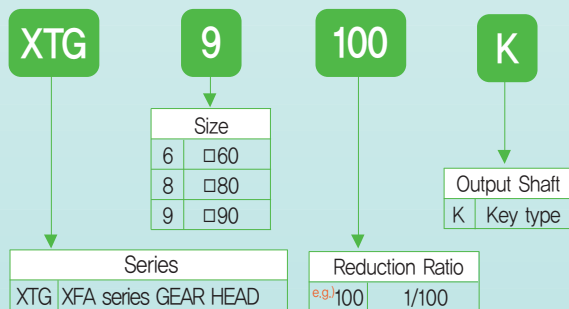 XTG 9 100 K
Size
6 □60
8 □80
9 □90
Output Shaft
K Key type
Series
XTG XFA series GEAR HEAD
Reduction Ratio
e.g.)100 1/100